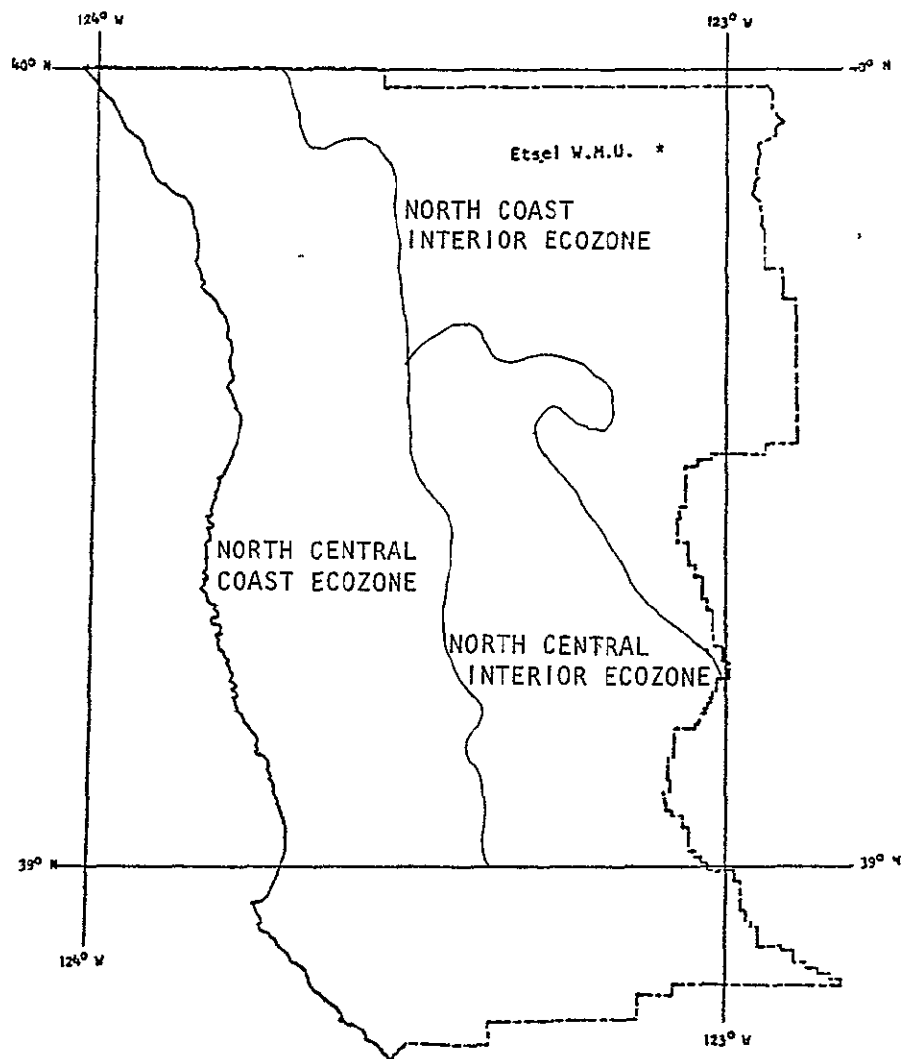 124° W
123° W
40° N
0° N
Etsel W.M.U. *
NORTH COAST
INTERIOR ECOZONE
NORTH CENTRAL
COAST ECOZONE
NORTH CENTRAL
INTERIOR ECOZONE
39° N
39° N
124° W
123° W